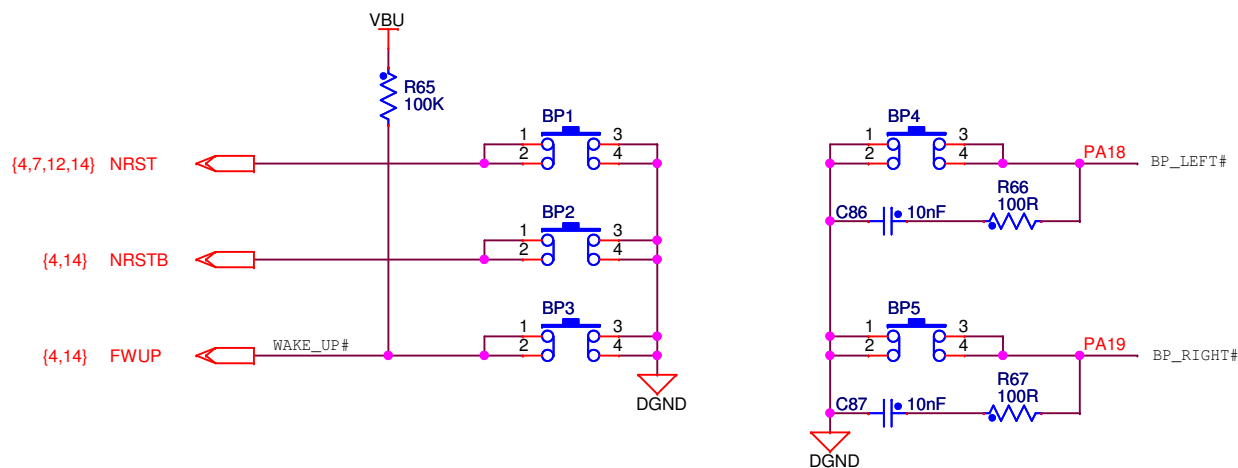 VBU
R65
100K
BP1
1 3
2 4
{4,7,12,14} NRST
BP2
1 3
2 4
{4,14} NRSTB
BP3
1 3
2 4
{4,14} FWUP WAKE_UP#
DGND
BP4
1 3
2 4
PA18 BP_LEFT#
R66
100R
C86 10nF
BP5
1 3
2 4
PA19 BP_RIGHT#
R67
100R
C87 10nF
DGND